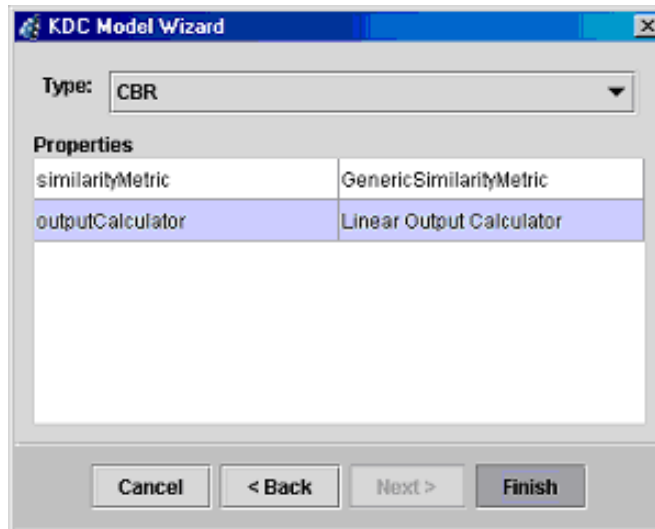 KDC Model Wizard
Type: CBR
Properties
similarityMetric GenericSimilarityMetric
outputCalculator Linear Output Calculator
Cancel < Back Next > Finish